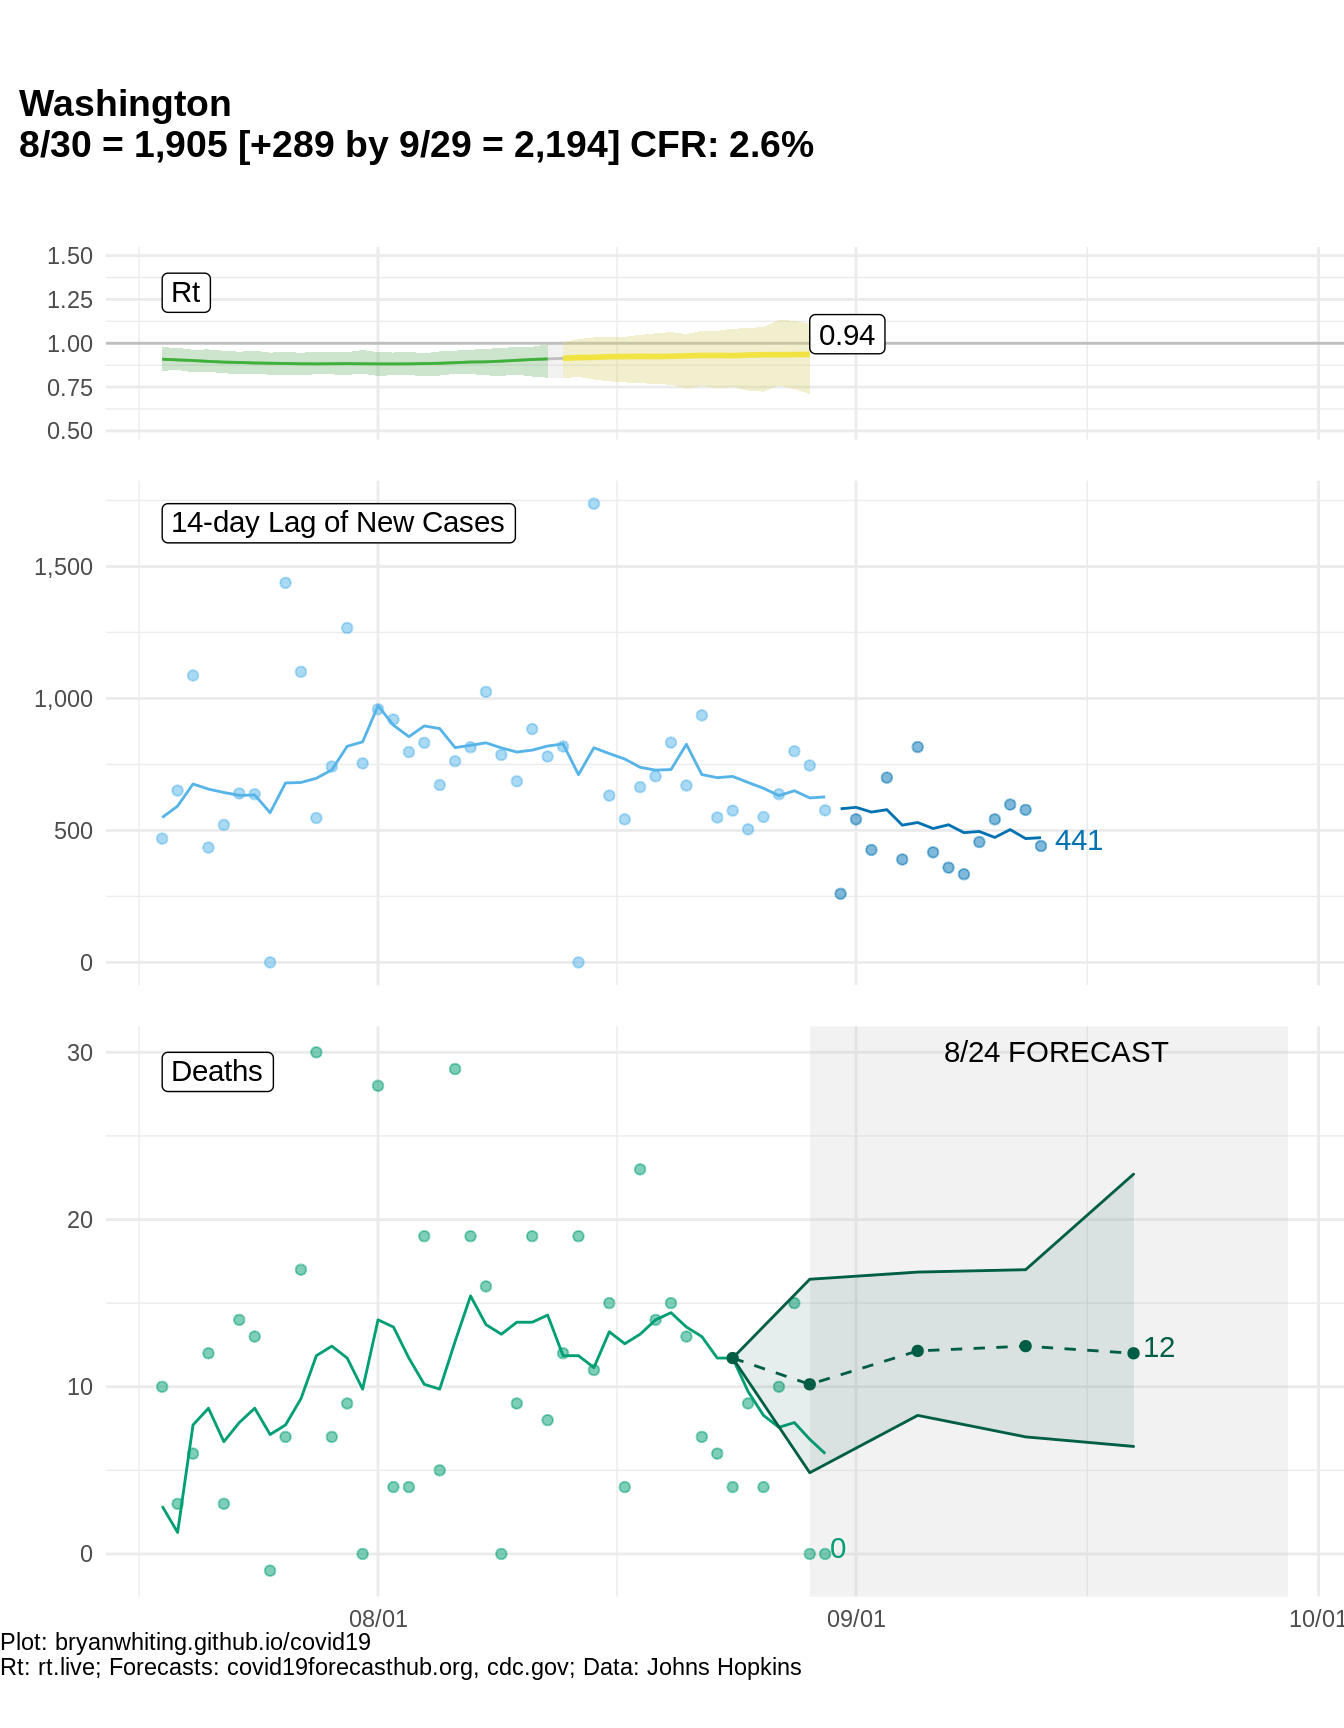 Washington
8/30 = 1,905 [+289 by 9/29 = 2,194] CFR: 2.6%
1.50
1.25
1.00
0.75
0.50
Rt
0.94
14-day Lag of New Cases
1,500
1,000
500
0
441
Deaths
8/24 FORECAST
30
20
10
0
12
0
08/01
09/01
10/01
Plot: bryanwhiting.github.io/covid19
Rt: rt.live; Forecasts: covid19forecasthub.org, cdc.gov; Data: Johns Hopkins